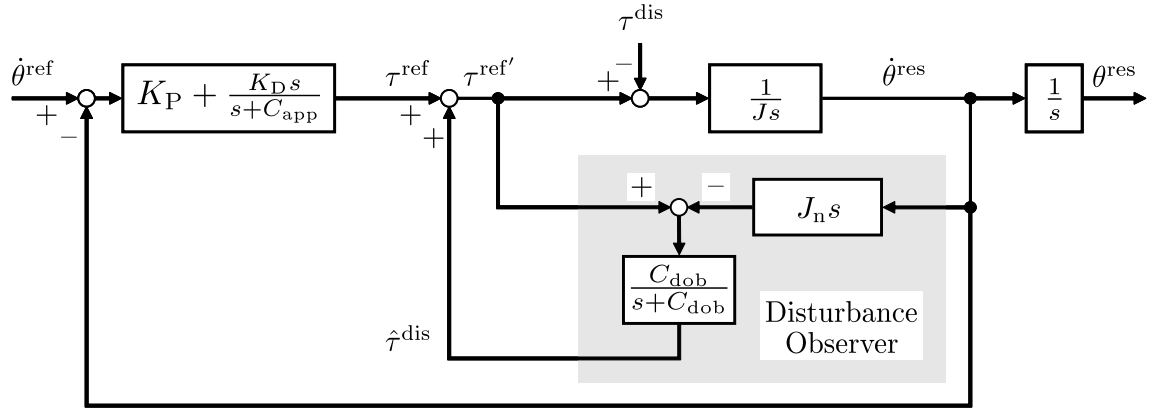 τ^dis
θ̇^ref
K_P + K_D s / (s+C_app)
τ^ref
τ^ref′
+
−
1 / Js
θ̇^res
1 / s
θ^res
+
−
+
+
+
−
J_n s
C_dob / (s+C_dob)
Disturbance
Observer
τ̂^dis